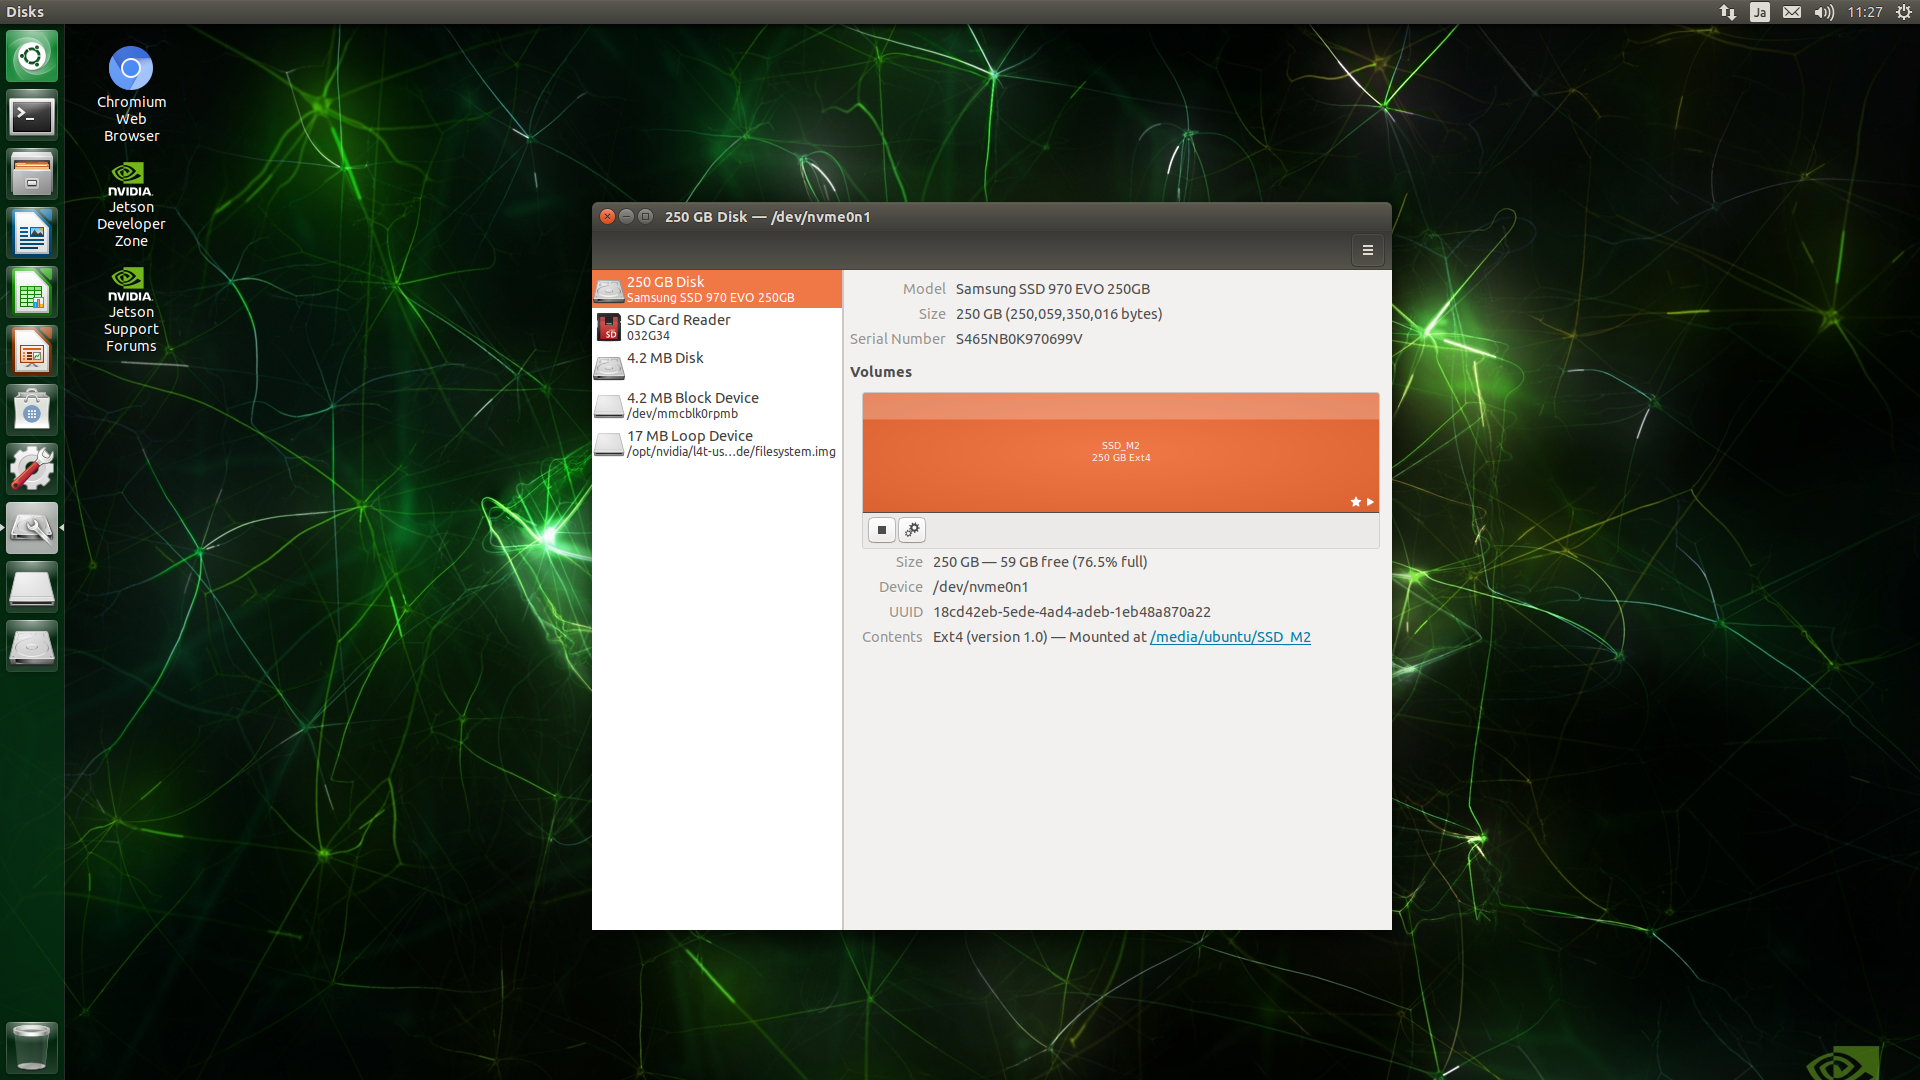 Disks
Ja
11:27
Chromium
Web
Browser
NVIDIA.
Jetson
Developer
Zone
NVIDIA.
Jetson
Support
Forums
250 GB Disk — /dev/nvme0n1
250 GB Disk
Samsung SSD 970 EVO 250GB
SD Card Reader
032G34
4.2 MB Disk
4.2 MB Block Device
/dev/mmcblk0rpmb
17 MB Loop Device
/opt/nvidia/l4t-us…de/filesystem.img
Model Samsung SSD 970 EVO 250GB
Size 250 GB (250,059,350,016 bytes)
Serial Number S465NB0K970699V
Volumes
SSD_M2
250 GB Ext4
Size 250 GB — 59 GB free (76.5% full)
Device /dev/nvme0n1
UUID 18cd42eb-5ede-4ad4-adeb-1eb48a870a22
Contents Ext4 (version 1.0) — Mounted at /media/ubuntu/SSD_M2